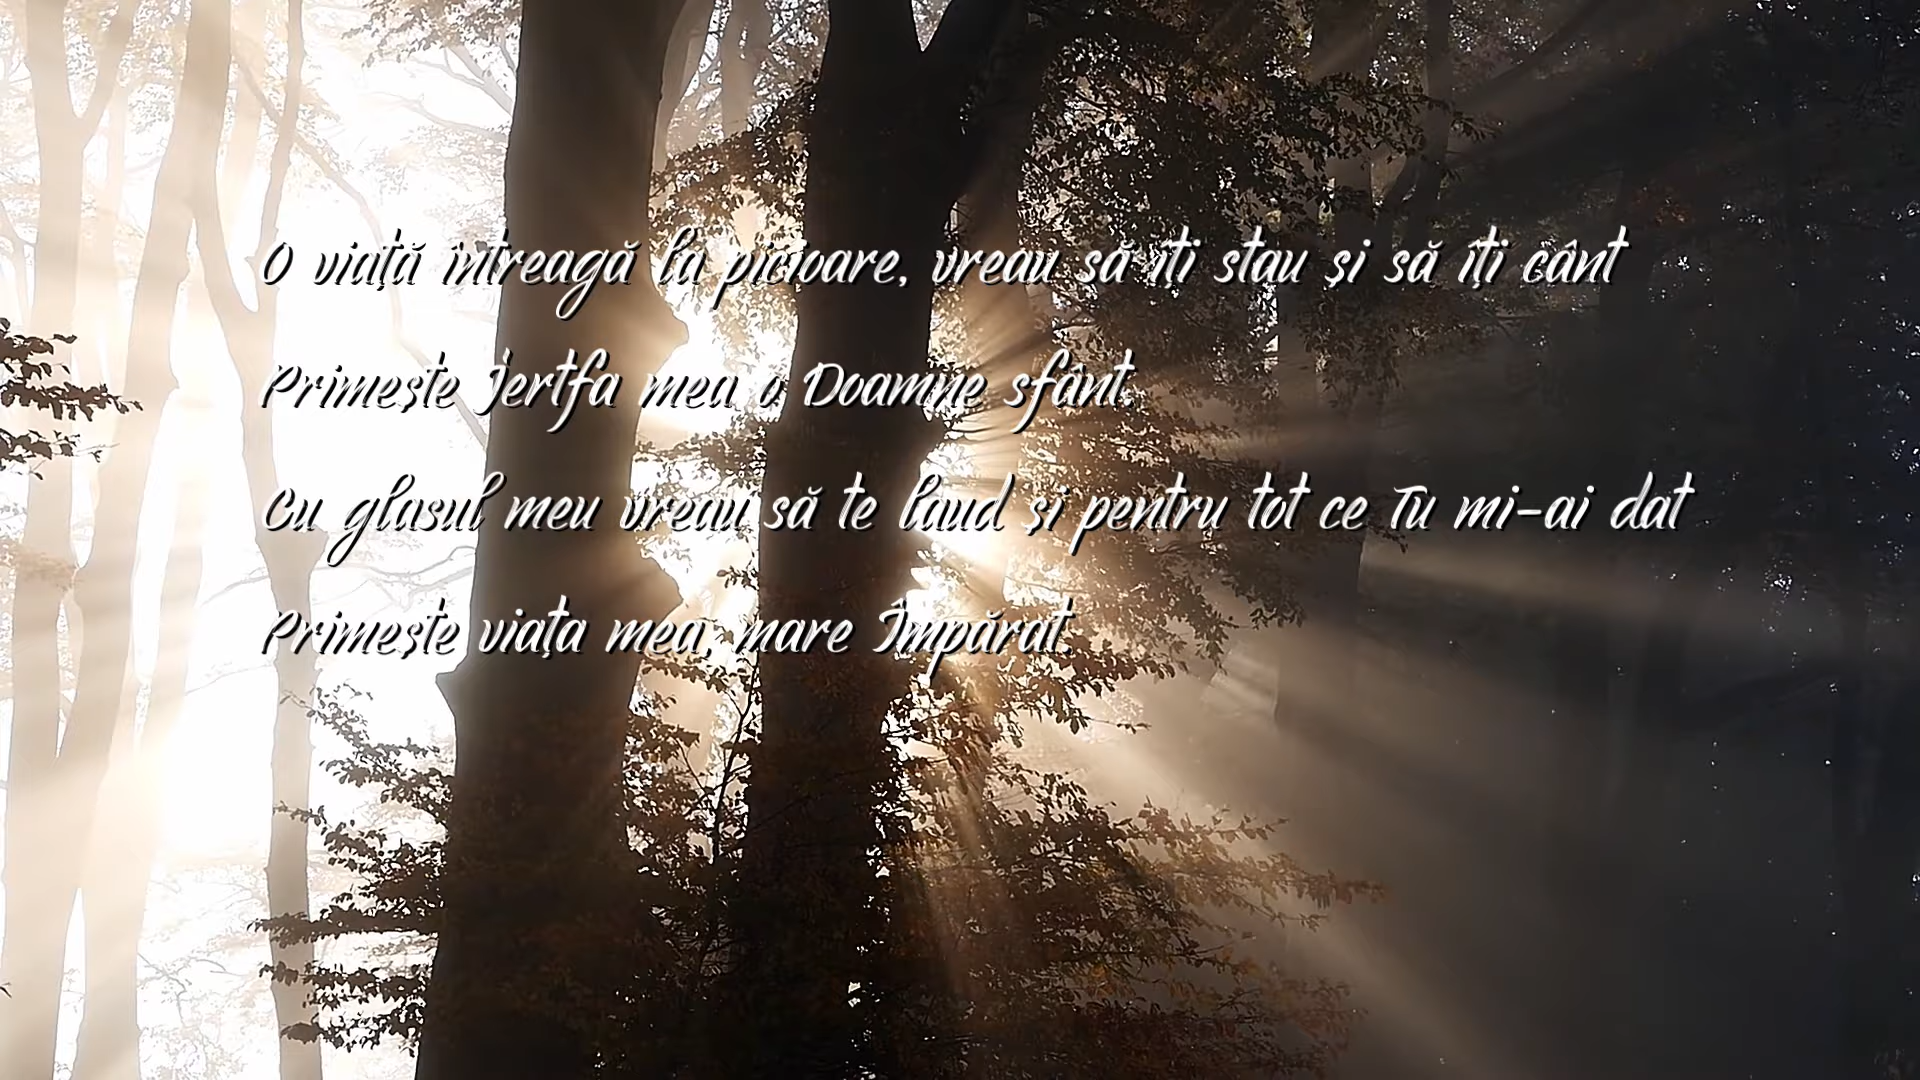 O viață întreagă la picioare, vreau să îți stau și să îți cânt
Primește Jertfa mea o Doamne sfânt.
Cu glasul meu vreau să te laud și pentru tot ce Tu mi-ai dat
Primește viața mea, mare Împărat.